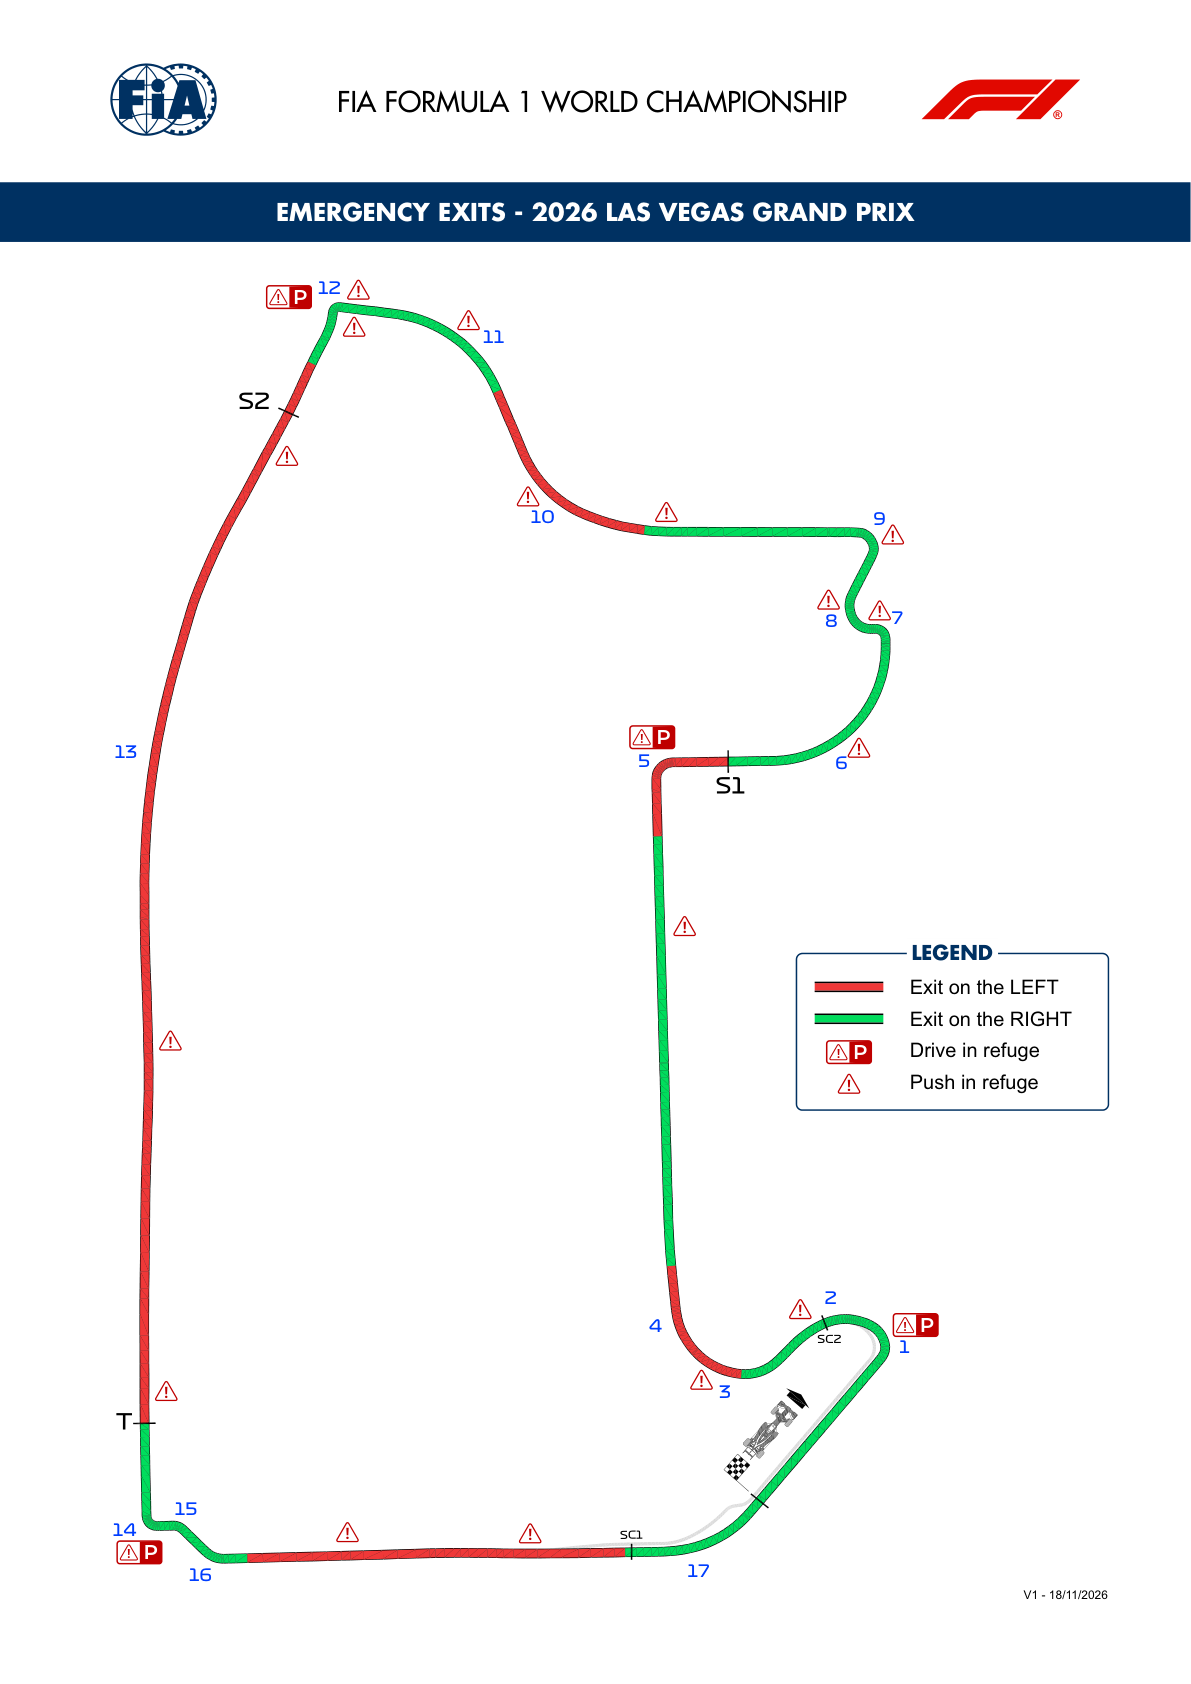 FIA
FIA FORMULA 1 WORLD CHAMPIONSHIP
F1®
EMERGENCY EXITS - 2026 LAS VEGAS GRAND PRIX
P
12
11
S2
10
9
8
7
13
P
5
6
S1
LEGEND
Exit on the LEFT
Exit on the RIGHT
P
Drive in refuge
Push in refuge
2
P
4
SC2
1
3
T
15
14
SC1
P
16
17
V1 - 18/11/2026